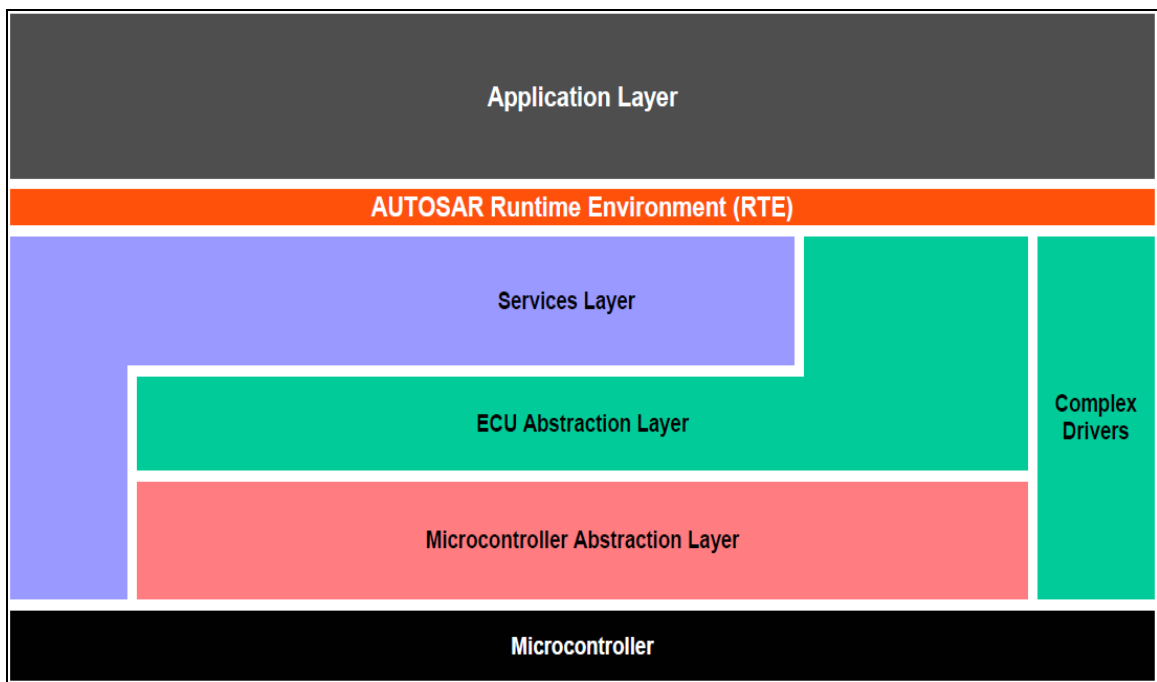 Application Layer
AUTOSAR Runtime Environment (RTE)
Services Layer
ECU Abstraction Layer
Complex
Drivers
Microcontroller Abstraction Layer
Microcontroller